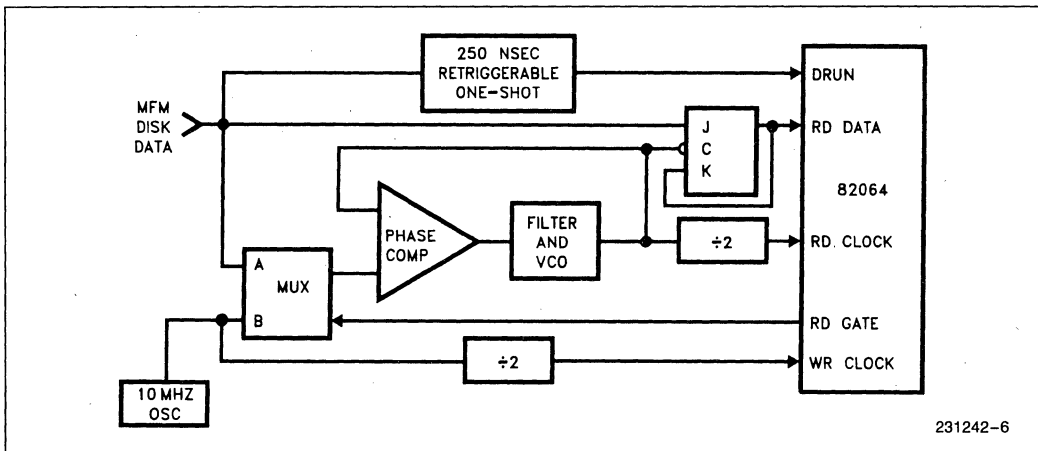 250 NSEC
RETRIGGERABLE
ONE-SHOT
DRUN
MFM
DISK
DATA
J
C
K
RD DATA
82064
PHASE
COMP
FILTER
AND
VCO
÷2
RD. CLOCK
A
MUX
B
RD GATE
÷2
WR CLOCK
10 MHZ
OSC
231242-6